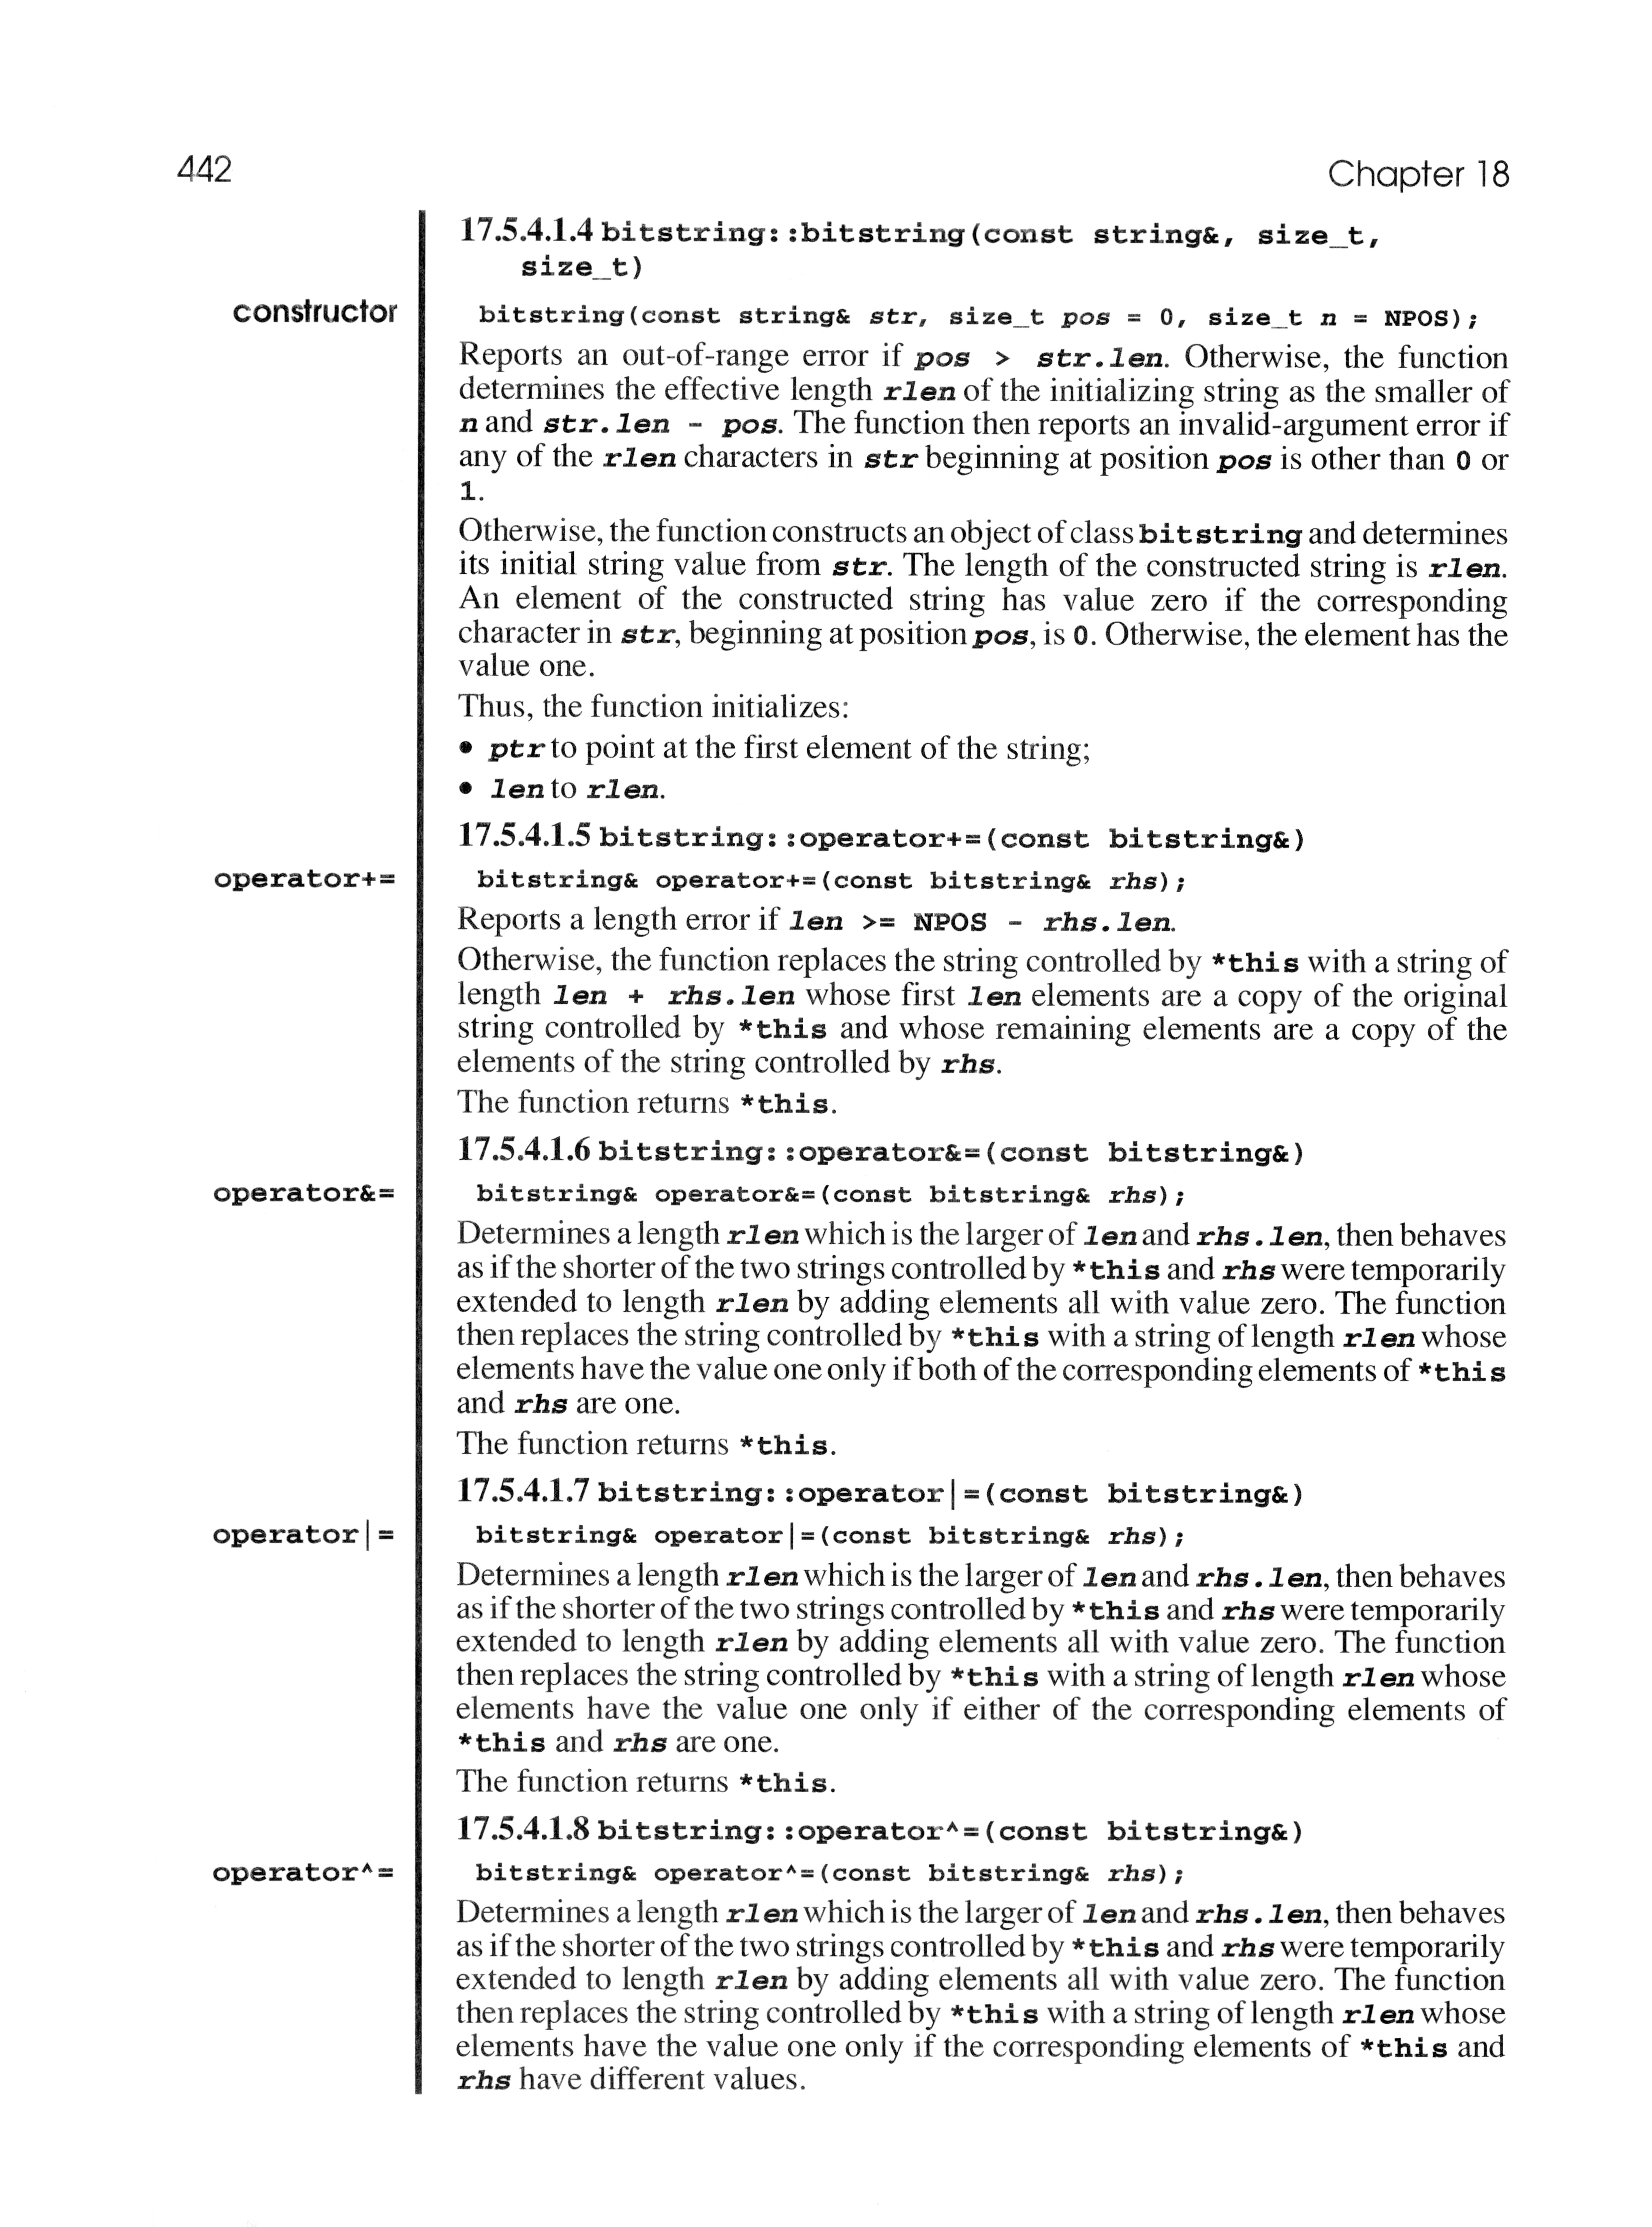 442
Chapter 18
17.5.4.1.4 bitstring::bitstring(const string&, size_t,
size_t)
constructor
bitstring(const string& str, size_t pos = 0, size_t n = NPOS);
Reports an out-of-range error if pos > str.len. Otherwise, the function
determines the effective length rlen of the initializing string as the smaller of
n and str.len - pos. The function then reports an invalid-argument error if
any of the rlen characters in str beginning at position pos is other than 0 or
1.
Otherwise, the function constructs an object of class bitstring and determines
its initial string value from str. The length of the constructed string is rlen.
An element of the constructed string has value zero if the corresponding
character in str, beginning at position pos, is 0. Otherwise, the element has the
value one.
Thus, the function initializes:
• ptr to point at the first element of the string;
• len to rlen.
17.5.4.1.5 bitstring::operator+=(const bitstring&)
operator+=
bitstring& operator+=(const bitstring& rhs);
Reports a length error if len >= NPOS - rhs.len.
Otherwise, the function replaces the string controlled by *this with a string of
length len + rhs.len whose first len elements are a copy of the original
string controlled by *this and whose remaining elements are a copy of the
elements of the string controlled by rhs.
The function returns *this.
17.5.4.1.6 bitstring::operator&=(const bitstring&)
operator&=
bitstring& operator&=(const bitstring& rhs);
Determines a length rlen which is the larger of len and rhs.len, then behaves
as if the shorter of the two strings controlled by *this and rhs were temporarily
extended to length rlen by adding elements all with value zero. The function
then replaces the string controlled by *this with a string of length rlen whose
elements have the value one only if both of the corresponding elements of *this
and rhs are one.
The function returns *this.
17.5.4.1.7 bitstring::operator|=(const bitstring&)
operator|=
bitstring& operator|=(const bitstring& rhs);
Determines a length rlen which is the larger of len and rhs.len, then behaves
as if the shorter of the two strings controlled by *this and rhs were temporarily
extended to length rlen by adding elements all with value zero. The function
then replaces the string controlled by *this with a string of length rlen whose
elements have the value one only if either of the corresponding elements of
*this and rhs are one.
The function returns *this.
17.5.4.1.8 bitstring::operator^=(const bitstring&)
operator^=
bitstring& operator^=(const bitstring& rhs);
Determines a length rlen which is the larger of len and rhs.len, then behaves
as if the shorter of the two strings controlled by *this and rhs were temporarily
extended to length rlen by adding elements all with value zero. The function
then replaces the string controlled by *this with a string of length rlen whose
elements have the value one only if the corresponding elements of *this and
rhs have different values.